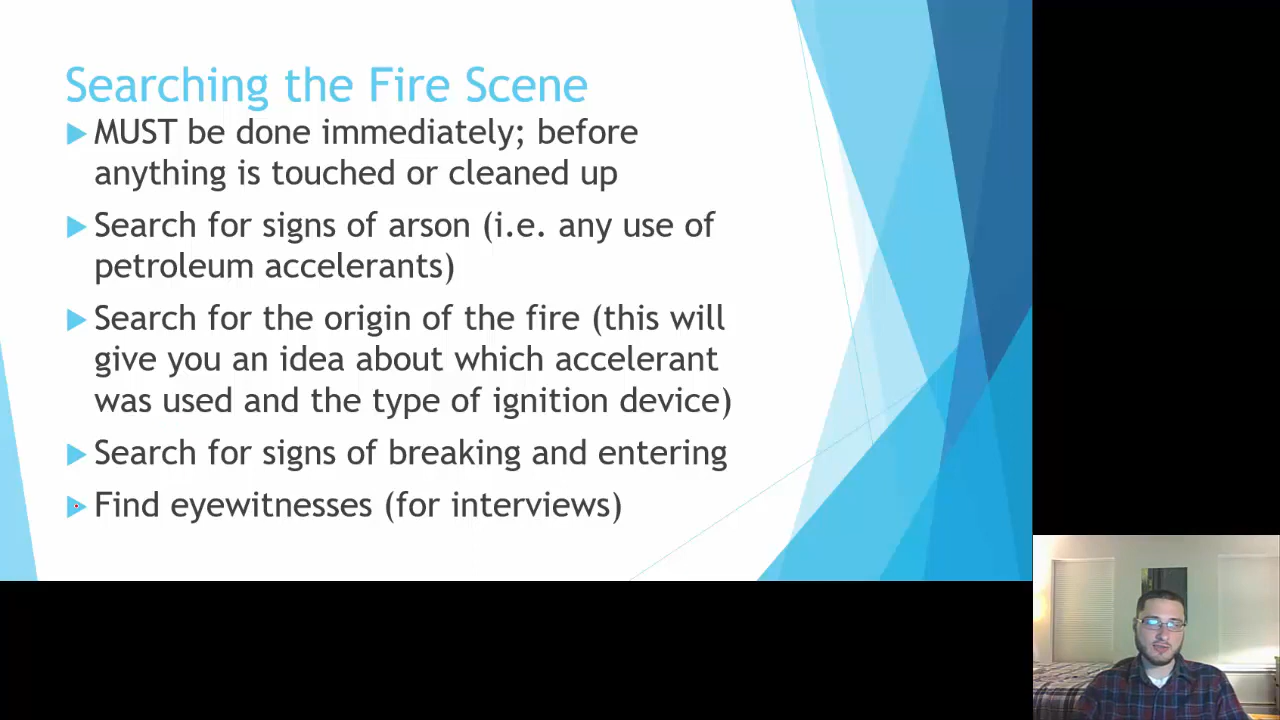 Searching the Fire Scene
MUST be done immediately; before
anything is touched or cleaned up
Search for signs of arson (i.e. any use of
petroleum accelerants)
Search for the origin of the fire (this will
give you an idea about which accelerant
was used and the type of ignition device)
Search for signs of breaking and entering
Find eyewitnesses (for interviews)